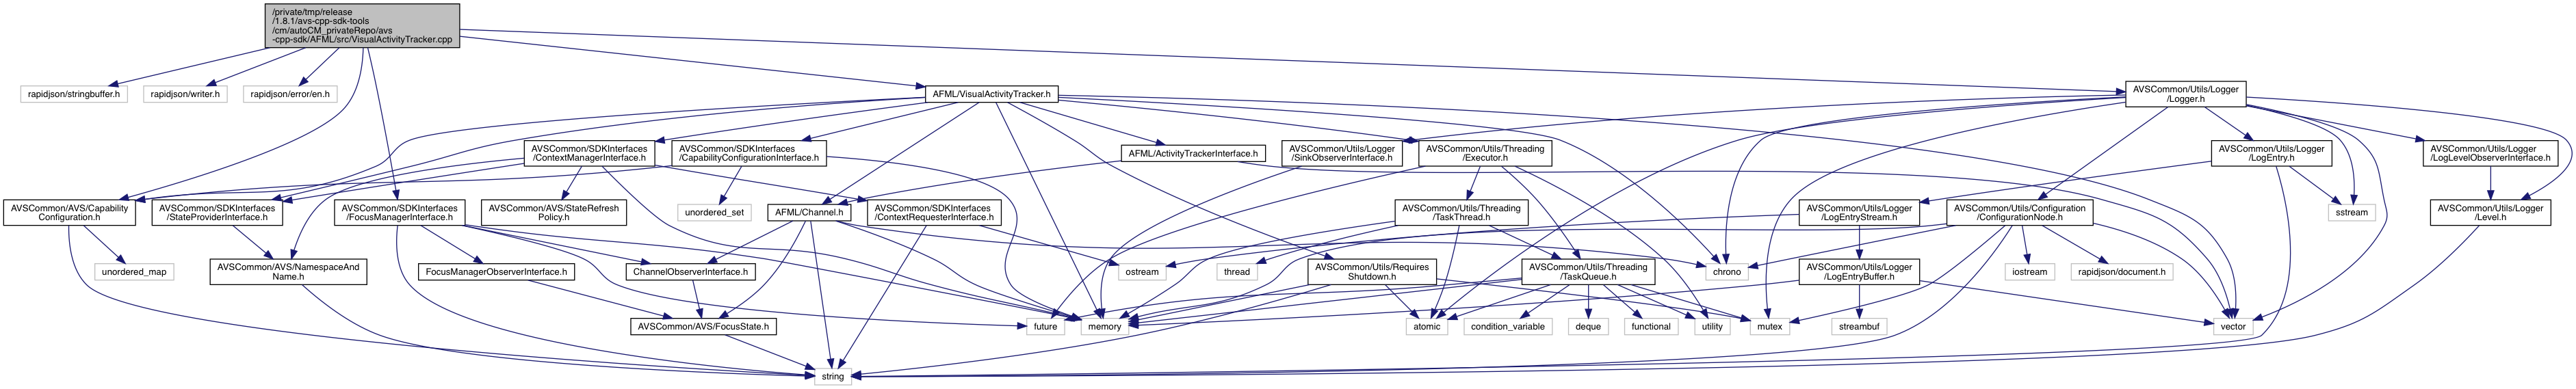 /private/tmp/release
/1.8.1/avs-cpp-sdk-tools
/cm/autoCM_privateRepo/avs
-cpp-sdk/AFML/src/VisualActivityTracker.cpp
rapidjson/stringbuffer.h
rapidjson/writer.h
rapidjson/error/en.h
AFML/VisualActivityTracker.h
AVSCommon/Utils/Logger
/Logger.h
AVSCommon/SDKInterfaces
/ContextManagerInterface.h
AVSCommon/SDKInterfaces
/CapabilityConfigurationInterface.h
AFML/ActivityTrackerInterface.h
AVSCommon/Utils/Logger
/SinkObserverInterface.h
AVSCommon/Utils/Threading
/Executor.h
AVSCommon/Utils/Logger
/LogEntry.h
AVSCommon/Utils/Logger
/LogLevelObserverInterface.h
AVSCommon/AVS/Capability
Configuration.h
AVSCommon/SDKInterfaces
/StateProviderInterface.h
AVSCommon/SDKInterfaces
/FocusManagerInterface.h
AVSCommon/AVS/StateRefresh
Policy.h
unordered_set
AFML/Channel.h
AVSCommon/SDKInterfaces
/ContextRequesterInterface.h
AVSCommon/Utils/Threading
/TaskThread.h
AVSCommon/Utils/Logger
/LogEntryStream.h
AVSCommon/Utils/Configuration
/ConfigurationNode.h
sstream
AVSCommon/Utils/Logger
/Level.h
unordered_map
AVSCommon/AVS/NamespaceAnd
Name.h
FocusManagerObserverInterface.h
ChannelObserverInterface.h
ostream
thread
AVSCommon/Utils/Requires
Shutdown.h
AVSCommon/Utils/Threading
/TaskQueue.h
chrono
AVSCommon/Utils/Logger
/LogEntryBuffer.h
iostream
rapidjson/document.h
AVSCommon/AVS/FocusState.h
future
memory
atomic
condition_variable
deque
functional
utility
mutex
streambuf
vector
string